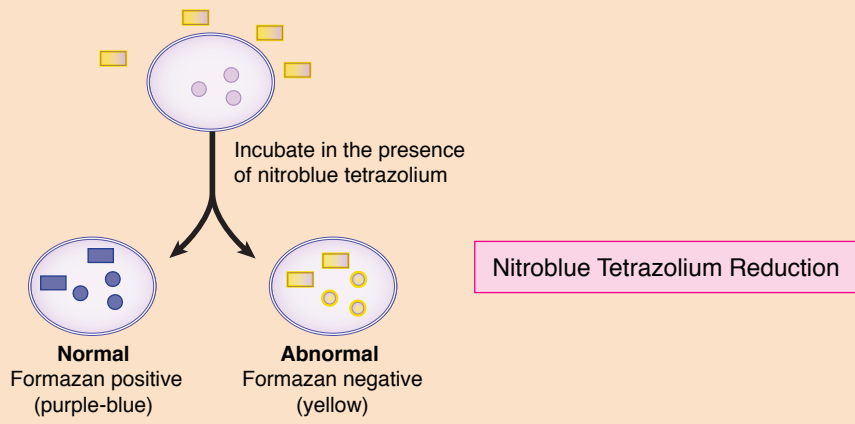 Incubate in the presence
of nitroblue tetrazolium
Nitroblue Tetrazolium Reduction
Normal
Formazan positive
(purple-blue)
Abnormal
Formazan negative
(yellow)